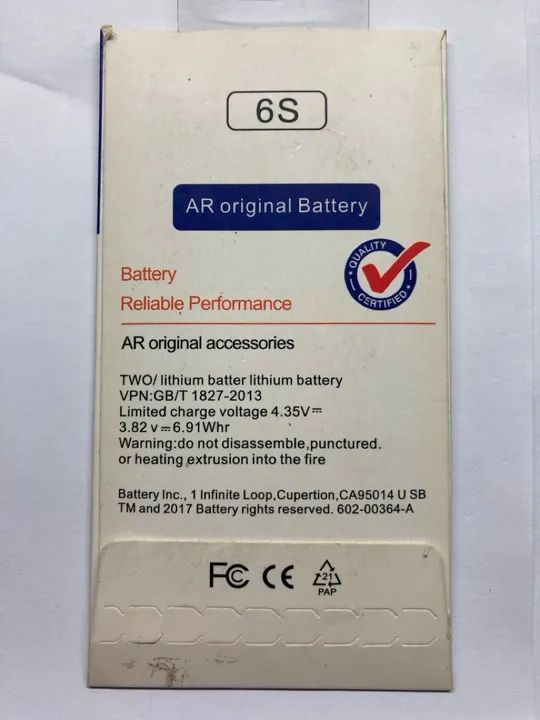 6S
AR original Battery
QUALITY
CERTIFIED
Battery
Reliable Performance
AR original accessories
TWO/ lithium batter lithium battery
VPN:GB/T 1827-2013
Limited charge voltage 4.35V⎓
3.82 v⎓6.91Whr
Warning:do not disassemble,punctured.
or heating extrusion into the fire
Battery Inc., 1 Infinite Loop,Cupertion,CA95014 U SB
TM and 2017 Battery rights reserved. 602-00364-A
FC CE 21
PAP